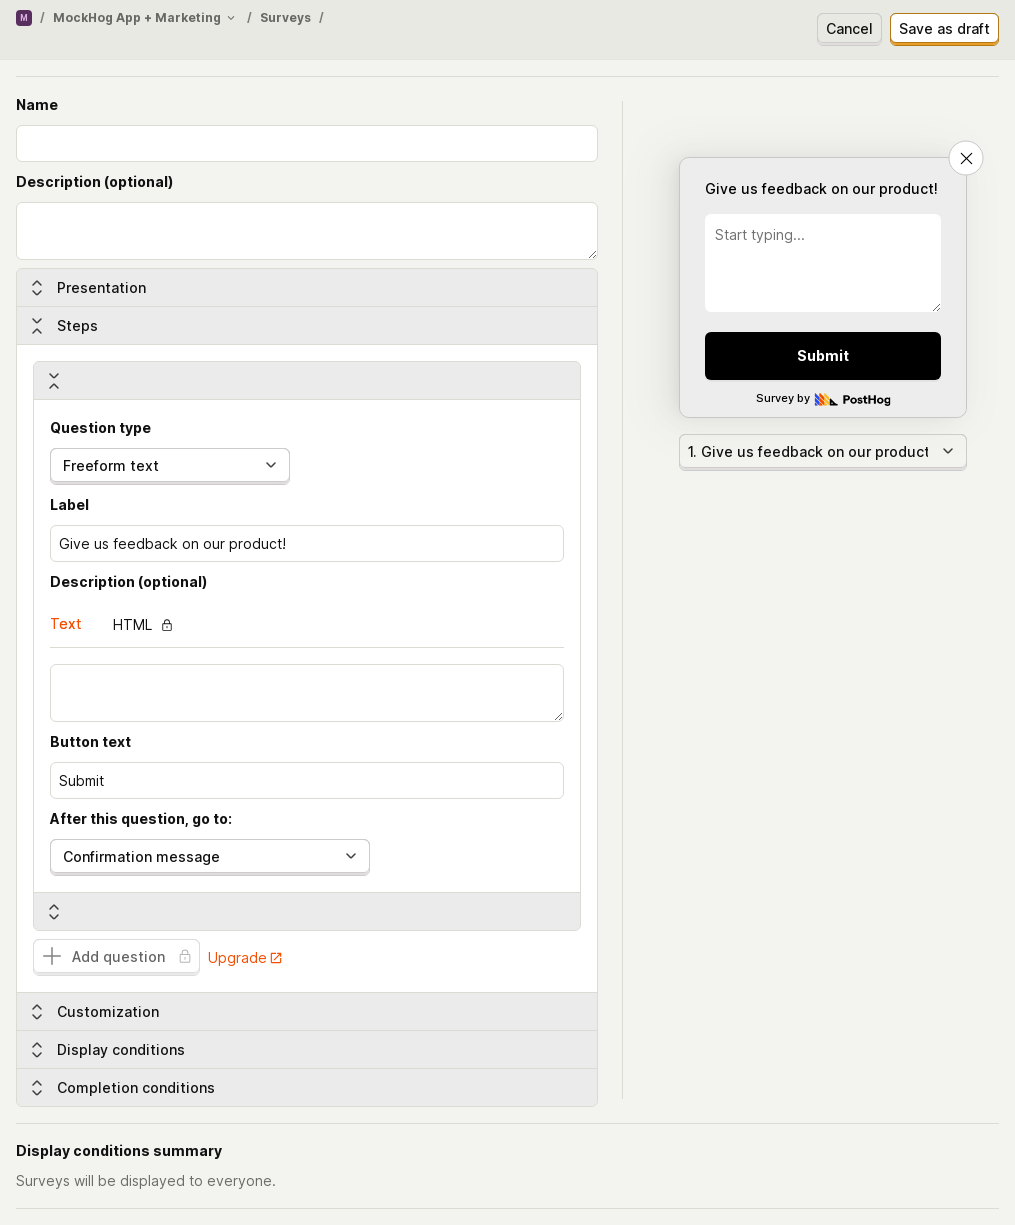 M / MockHog App + Marketing / Surveys /
Cancel
Save as draft
Name
Description (optional)
Presentation
Steps
Question type
Freeform text
Label
Give us feedback on our product!
Description (optional)
Text
HTML
Button text
Submit
After this question, go to:
Confirmation message
Add question
Upgrade
Customization
Display conditions
Completion conditions
Give us feedback on our product!
Start typing...
Submit
Survey by PostHog
1. Give us feedback on our product
Display conditions summary
Surveys will be displayed to everyone.